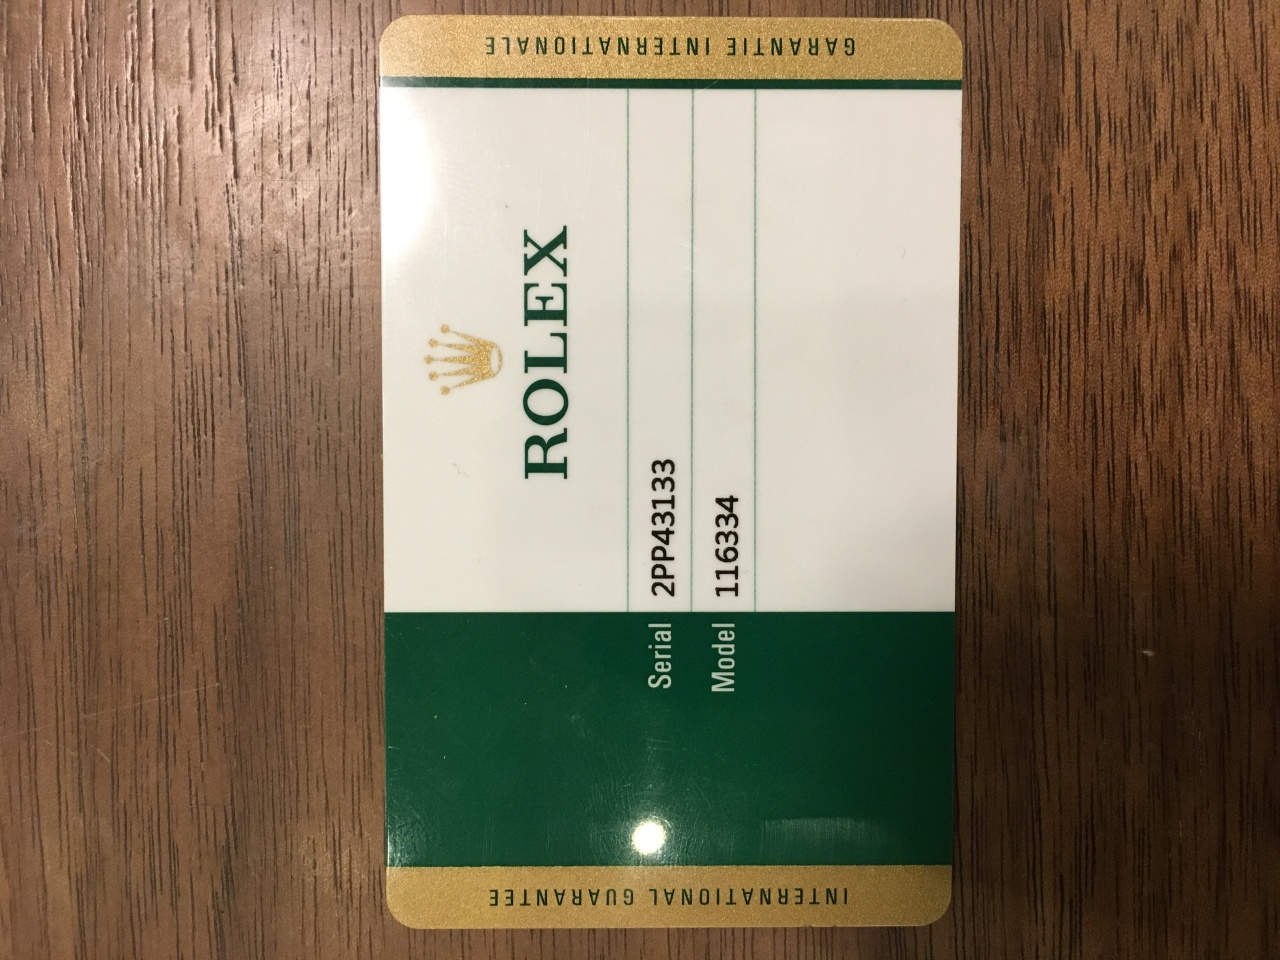 GARANTIE INTERNATIONALE
ROLEX
Serial 2PP43133
Model 116334
INTERNATIONAL GUARANTEE